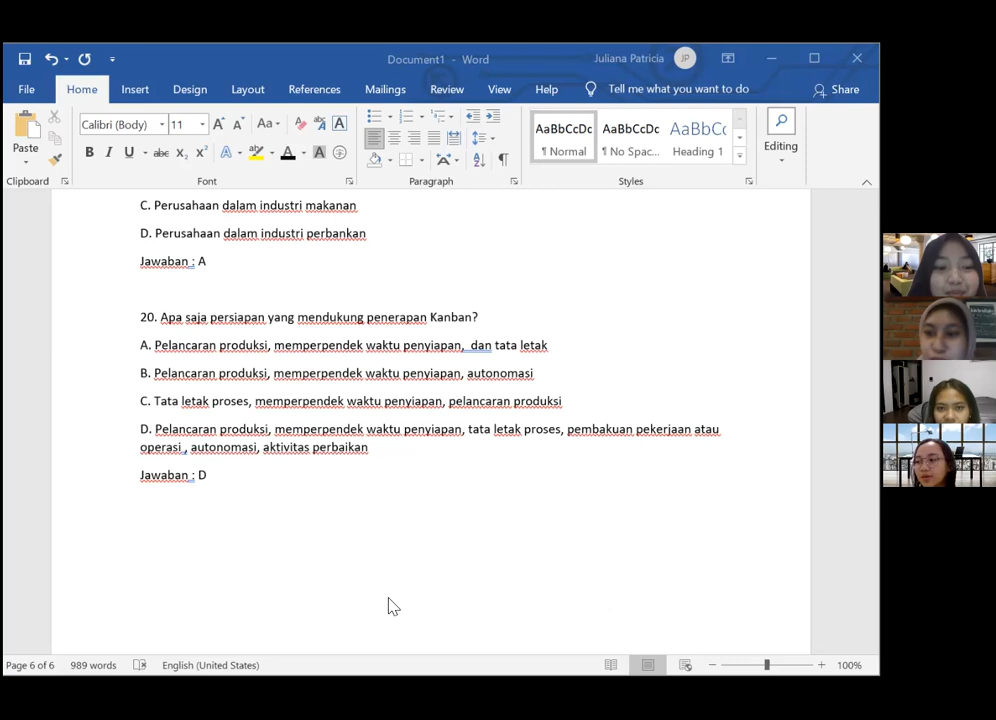 Document1 - Word
Juliana Patricia
JP
File Home Insert Design Layout References Mailings Review View Help Tell me what you want to do Share
Paste
Calibri (Body) 11 A A Aa A
B I U abc X₂ X² A A A
AaBbCcDc AaBbCcDc AaBbCc
¶ Normal ¶ No Spac... Heading 1
Editing
Clipboard Font Paragraph Styles
C. Perusahaan dalam industri makanan
D. Perusahaan dalam industri perbankan
Jawaban : A
20. Apa saja persiapan yang mendukung penerapan Kanban?
A. Pelancaran produksi, memperpendek waktu penyiapan, dan tata letak
B. Pelancaran produksi, memperpendek waktu penyiapan, autonomasi
C. Tata letak proses, memperpendek waktu penyiapan, pelancaran produksi
D. Pelancaran produksi, memperpendek waktu penyiapan, tata letak proses, pembakuan pekerjaan atau
operasi , autonomasi, aktivitas perbaikan
Jawaban : D
Page 6 of 6 989 words English (United States) 100%